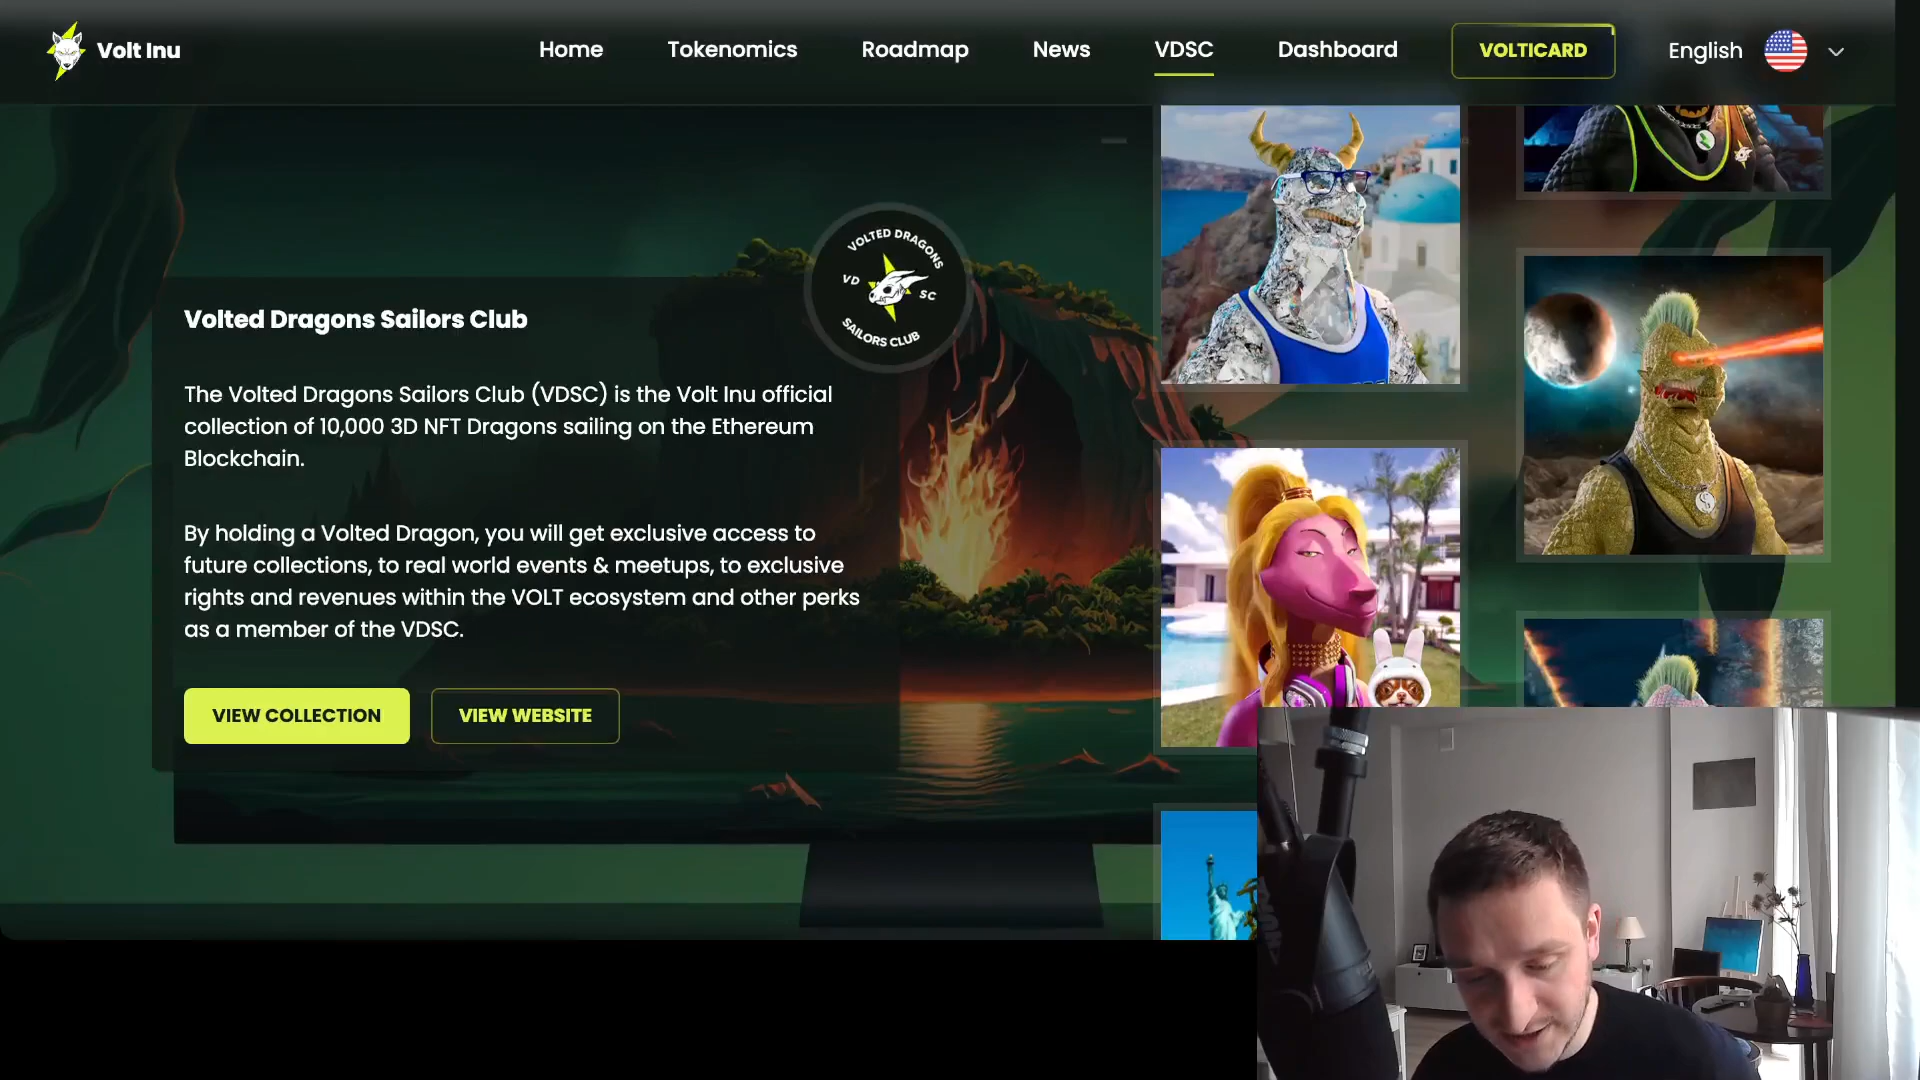 Volt Inu
Home
Tokenomics
Roadmap
News
VDSC
Dashboard
VOLTICARD
English
VOLTED DRAGONS
VD
SC
SAILORS CLUB
Volted Dragons Sailors Club
The Volted Dragons Sailors Club (VDSC) is the Volt Inu official
collection of 10,000 3D NFT Dragons sailing on the Ethereum
Blockchain.
By holding a Volted Dragon, you will get exclusive access to
future collections, to real world events & meetups, to exclusive
rights and revenues within the VOLT ecosystem and other perks
as a member of the VDSC.
VIEW COLLECTION
VIEW WEBSITE